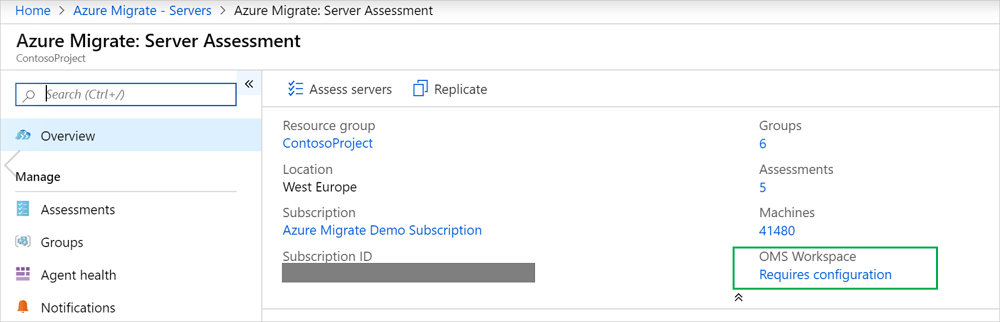 Home > Azure Migrate - Servers > Azure Migrate: Server Assessment
Azure Migrate: Server Assessment
ContosoProject
Search (Ctrl+/)
«
Overview
Manage
Assessments
Groups
Agent health
Notifications
Assess servers
Replicate
Resource group
ContosoProject
Location
West Europe
Subscription
Azure Migrate Demo Subscription
Subscription ID
Groups
6
Assessments
5
Machines
41480
OMS Workspace
Requires configuration